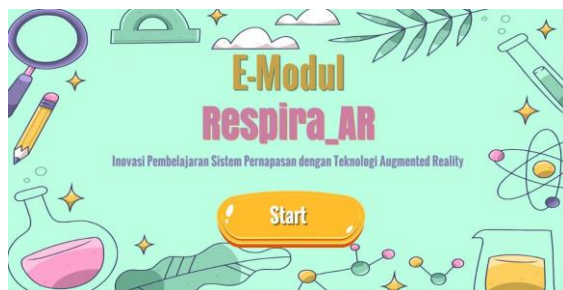 E-Modul
Respira_AR
Inovasi Pembelajaran Sistem Pernapasan dengan Teknologi Augmented Reality
Start